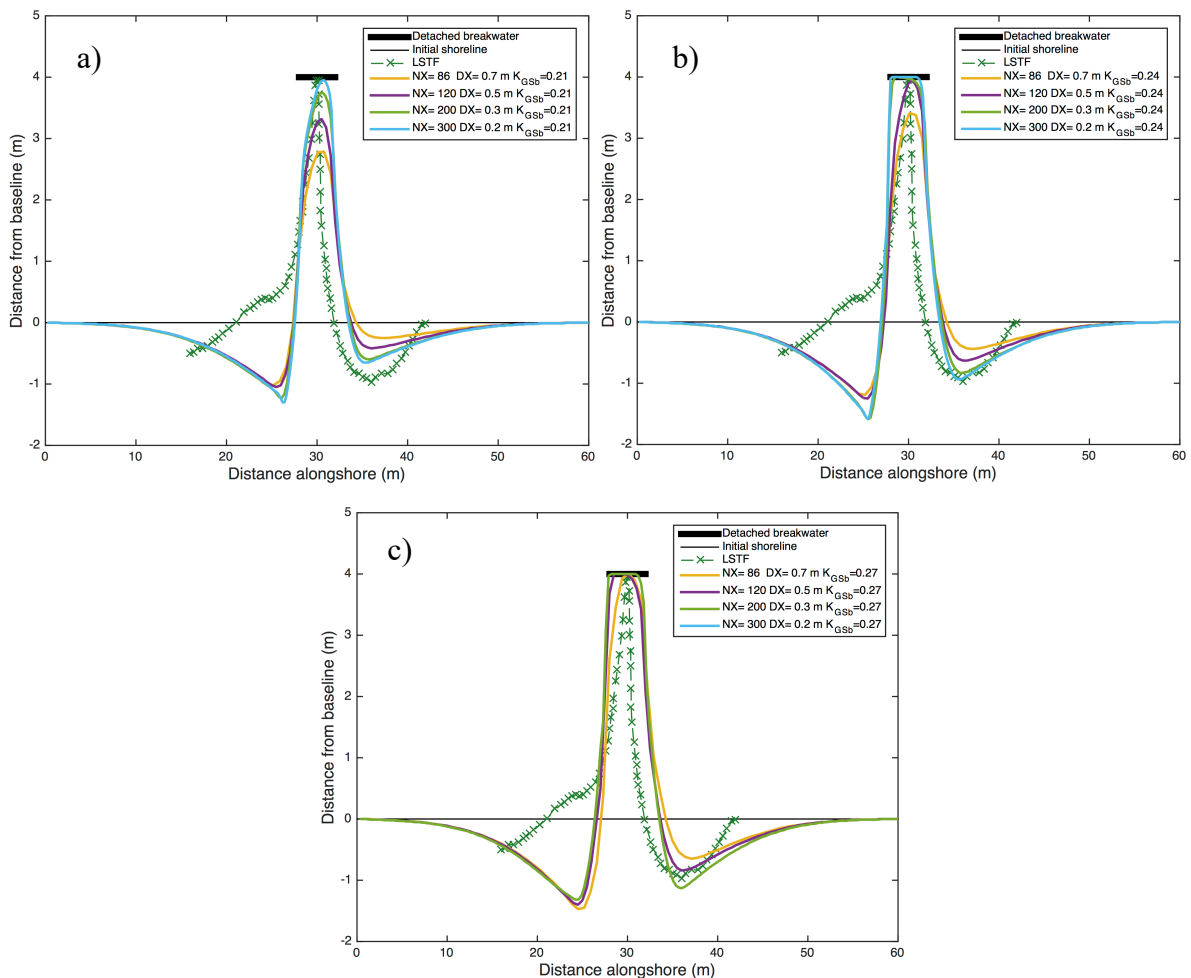 a)
Detached breakwater
Initial shoreline
LSTF
NX= 86 DX= 0.7 m K_GSb=0.21
NX= 120 DX= 0.5 m K_GSb=0.21
NX= 200 DX= 0.3 m K_GSb=0.21
NX= 300 DX= 0.2 m K_GSb=0.21
5
4
3
2
1
0
-1
-2
Distance from baseline (m)
0 10 20 30 40 50 60
Distance alongshore (m)
b)
Detached breakwater
Initial shoreline
LSTF
NX= 86 DX= 0.7 m K_GSb=0.24
NX= 120 DX= 0.5 m K_GSb=0.24
NX= 200 DX= 0.3 m K_GSb=0.24
NX= 300 DX= 0.2 m K_GSb=0.24
5
4
3
2
1
0
-1
-2
Distance from baseline (m)
0 10 20 30 40 50 60
Distance alongshore (m)
c)
Detached breakwater
Initial shoreline
LSTF
NX= 86 DX= 0.7 m K_GSb=0.27
NX= 120 DX= 0.5 m K_GSb=0.27
NX= 200 DX= 0.3 m K_GSb=0.27
NX= 300 DX= 0.2 m K_GSb=0.27
5
4
3
2
1
0
-1
-2
Distance from baseline (m)
0 10 20 30 40 50 60
Distance alongshore (m)